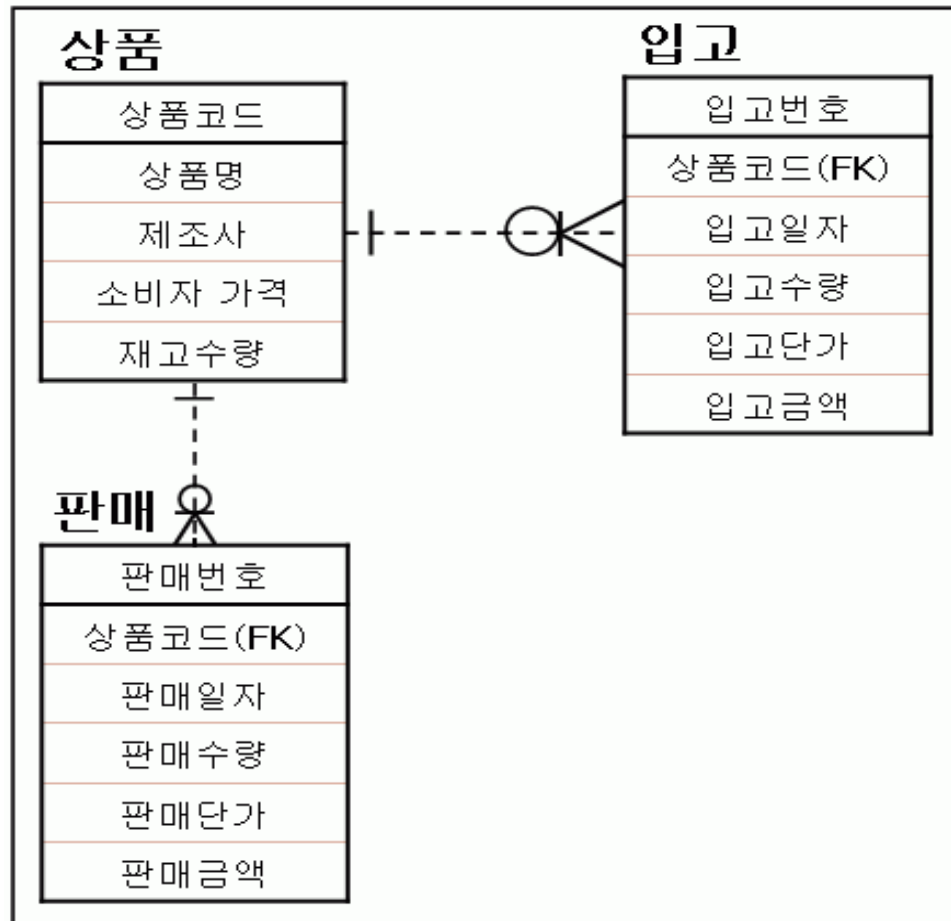 상품
상품코드
상품명
제조사
소비자 가격
재고수량
입고
입고번호
상품코드(FK)
입고일자
입고수량
입고단가
입고금액
판매
판매번호
상품코드(FK)
판매일자
판매수량
판매단가
판매금액